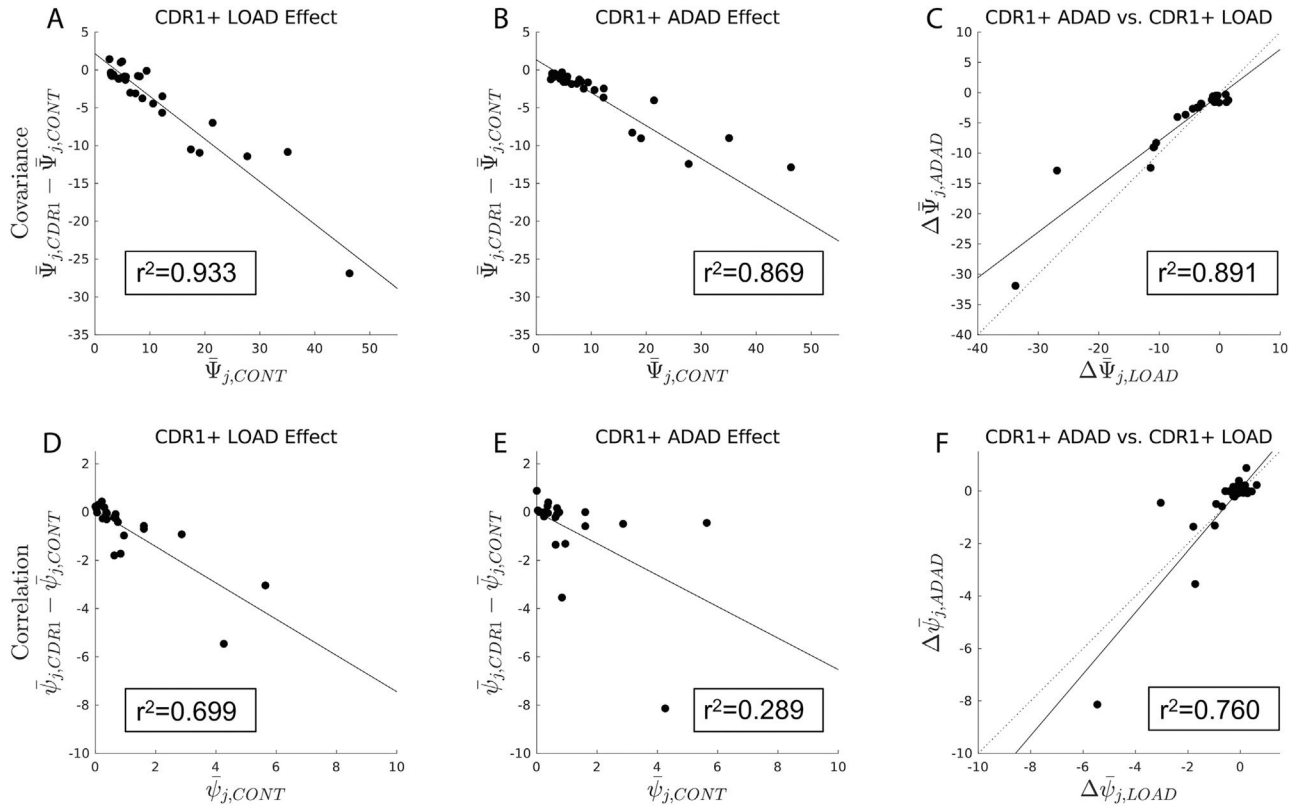 A
CDR1+ LOAD Effect
Covariance
Ψ̄j,CDR1 − Ψ̄j,CONT
5
0
-5
-10
-15
-20
-25
-30
-35
r²=0.933
0 10 20 30 40 50
Ψ̄j,CONT
B
CDR1+ ADAD Effect
Ψ̄j,CDR1 − Ψ̄j,CONT
5
0
-5
-10
-15
-20
-25
-30
-35
r²=0.869
0 10 20 30 40 50
Ψ̄j,CONT
C
CDR1+ ADAD vs. CDR1+ LOAD
ΔΨ̄j,ADAD
10
5
0
-5
-10
-15
-20
-25
-30
-35
-40
r²=0.891
-40 -30 -20 -10 0 10
ΔΨ̄j,LOAD
D
CDR1+ LOAD Effect
Correlation
ψ̄j,CDR1 − ψ̄j,CONT
2
0
-2
-4
-6
-8
-10
r²=0.699
0 2 4 6 8 10
ψ̄j,CONT
E
CDR1+ ADAD Effect
ψ̄j,CDR1 − ψ̄j,CONT
2
0
-2
-4
-6
-8
-10
r²=0.289
0 2 4 6 8 10
ψ̄j,CONT
F
CDR1+ ADAD vs. CDR1+ LOAD
Δψ̄j,ADAD
0
-2
-4
-6
-8
-10
r²=0.760
-10 -8 -6 -4 -2 0
Δψ̄j,LOAD